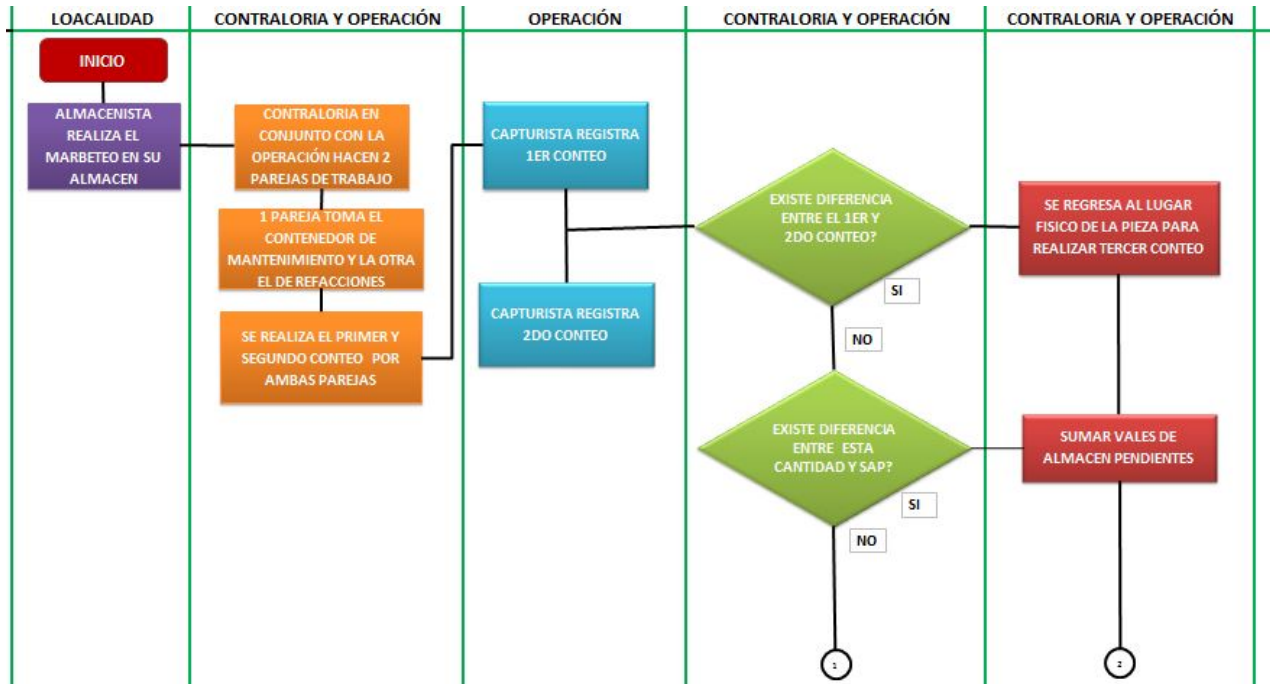 LOACALIDAD
CONTRALORIA Y OPERACIÓN
OPERACIÓN
CONTRALORIA Y OPERACIÓN
CONTRALORIA Y OPERACIÓN
INICIO
ALMACENISTA
REALIZA EL
MARBETEO EN SU
ALMACEN
CONTRALORIA EN
CONJUNTO CON LA
OPERACIÓN HACEN 2
PAREJAS DE TRABAJO
1 PAREJA TOMA EL
CONTENEDOR DE
MANTENIMIENTO Y LA OTRA
EL DE REFACCIONES
SE REALIZA EL PRIMER Y
SEGUNDO CONTEO POR
AMBAS PAREJAS
CAPTURISTA REGISTRA
1ER CONTEO
CAPTURISTA REGISTRA
2DO CONTEO
EXISTE DIFERENCIA
ENTRE EL 1ER Y
2DO CONTEO?
SI
NO
EXISTE DIFERENCIA
ENTRE ESTA
CANTIDAD Y SAP?
SI
NO
1
SE REGRESA AL LUGAR
FISICO DE LA PIEZA PARA
REALIZAR TERCER CONTEO
SUMAR VALES DE
ALMACEN PENDIENTES
2